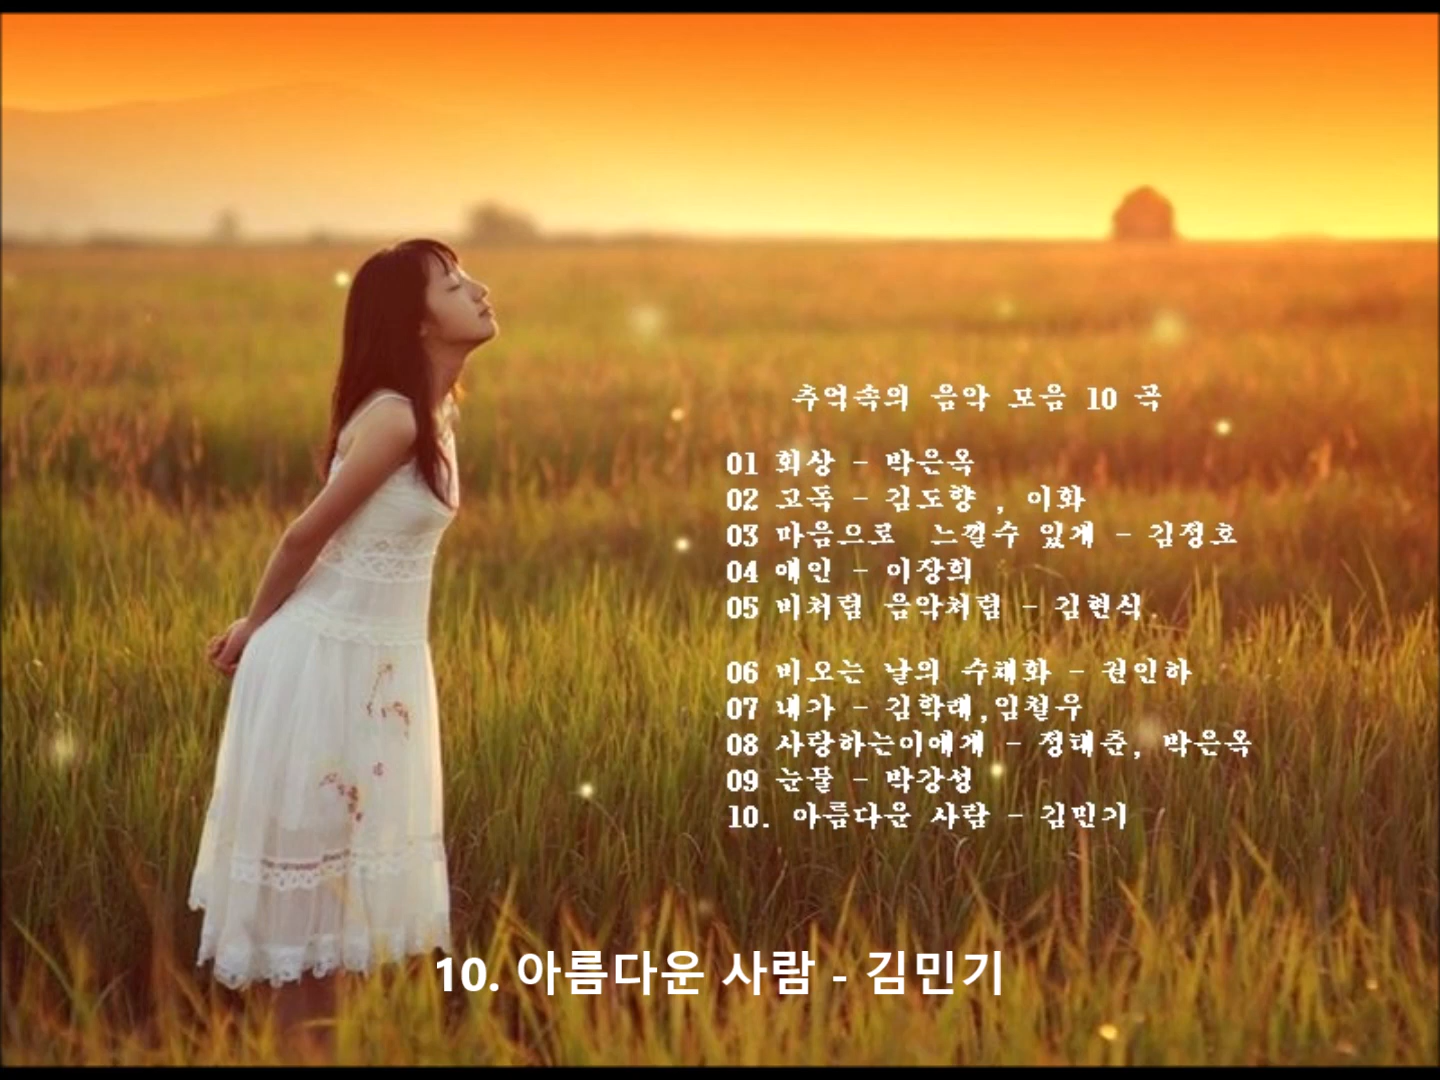 추억속의 음악 모음 10 곡
01 회상 - 박은옥
02 고독 - 김도향 , 이화
03 마음으로 느낄수 있게 - 김정호
04 애인 - 이장희
05 비처럼 음악처럼 - 김현식
06 비오는 날의 수채화 - 권인하
07 내가 - 김학래,임철우
08 사랑하는이에게 - 정태춘, 박은옥
09 눈물 - 박강성
10. 아름다운 사람 - 김민기
10. 아름다운 사람 - 김민기